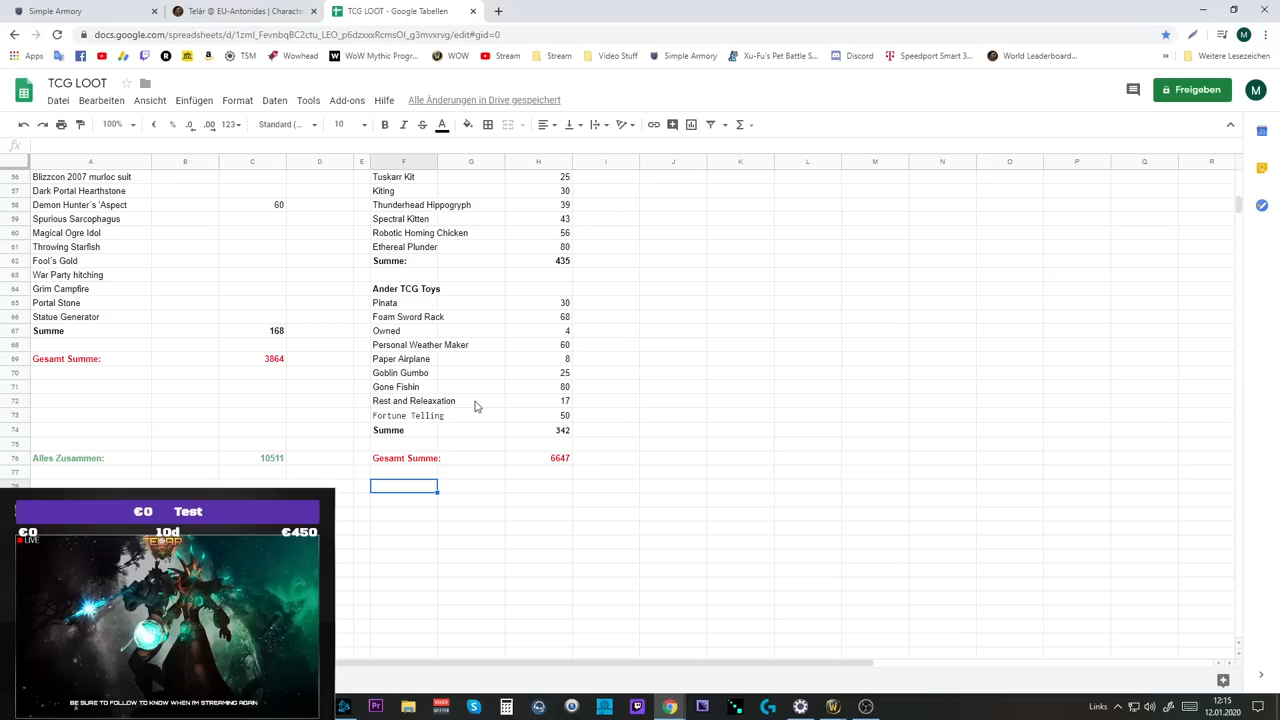 Simple Armory
Telâr @ EU-Antonidas | Character
TCG LOOT - Google Tabellen
docs.google.com/spreadsheets/d/1zml_FevnbqBC2ctu_LEO_p6dzxxxRcmsOl_g3mvxrvg/edit#gid=0
Apps
TSM
Wowhead
WoW Mythic Progr...
WOW
Stream
Stream
Video Stuff
Simple Armory
Xu-Fu's Pet Battle S...
Discord
Speedport Smart 3...
World Leaderboard...
Weitere Lesezeichen
TCG LOOT
Datei Bearbeiten Ansicht Einfügen Format Daten Tools Add-ons Hilfe Alle Änderungen in Drive gespeichert
Freigeben
M
100% € % .0 .00 123 Standard (... 10 B I S A
fx
A B C D E F G H I J K L M N O P Q R
56 Blizzcon 2007 murloc suit Tuskarr Kit 25
57 Dark Portal Hearthstone Kiting 30
58 Demon Hunter´s 'Aspect 60 Thunderhead Hippogryph 39
59 Spurious Sarcophagus Spectral Kitten 43
60 Magical Ogre Idol Robotic Homing Chicken 56
61 Throwing Starfish Ethereal Plunder 80
62 Fool´s Gold Summe: 435
63 War Party hitching
64 Grim Campfire Ander TCG Toys
65 Portal Stone Pinata 30
66 Statue Generator Foam Sword Rack 68
67 Summe 168 Owned 4
68 Personal Weather Maker 60
69 Gesamt Summe: 3864 Paper Airplane 8
70 Goblin Gumbo 25
71 Gone Fishin 80
72 Rest and Releaxation 17
73 Fortune Telling 50
74 Summe 342
75
76 Alles Zusammen: 10511 Gesamt Summe: 6647
77
78
€0 Test
€0 10d €450
LIVE
TELAR
BE SURE TO FOLLOW TO KNOW WHEN I'M STREAMING AGAIN
Links
12:15
12.01.2020